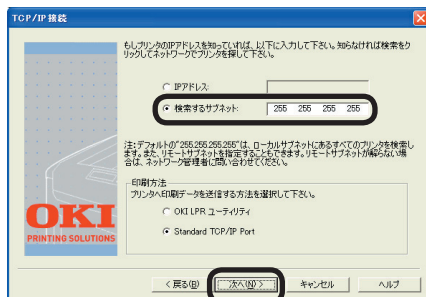 TCP/IP 接続
もしプリンタのIPアドレスを知っていれば、以下に入力して下さい。知らなければ検索をク
リックしてネットワークでプリンタを探して下さい。
IPアドレス:
検索するサブネット: 255 255 255 255
注:デフォルトの"255.255.255.255"は、ローカルサブネットにあるすべてのプリンタを検索し
ます。また、リモートサブネットを指定することもできます。リモートサブネットが解らない場
合は、ネットワーク管理者に問い合わせてください。
印刷方法
プリンタへ印刷データを送信する方法を選択して下さい。
OKI LPR ユーティリティ
Standard TCP/IP Port
OKI
PRINTING SOLUTIONS
< 戻る(B) 次へ(N) > キャンセル ヘルプ